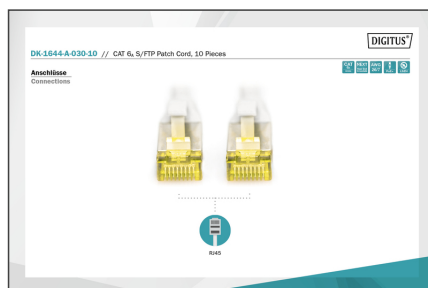 DIGITUS®
DK-1644-A-030-10 // CAT 6A S/FTP Patch Cord, 10 Pieces
Anschlüsse
Connections
RJ45